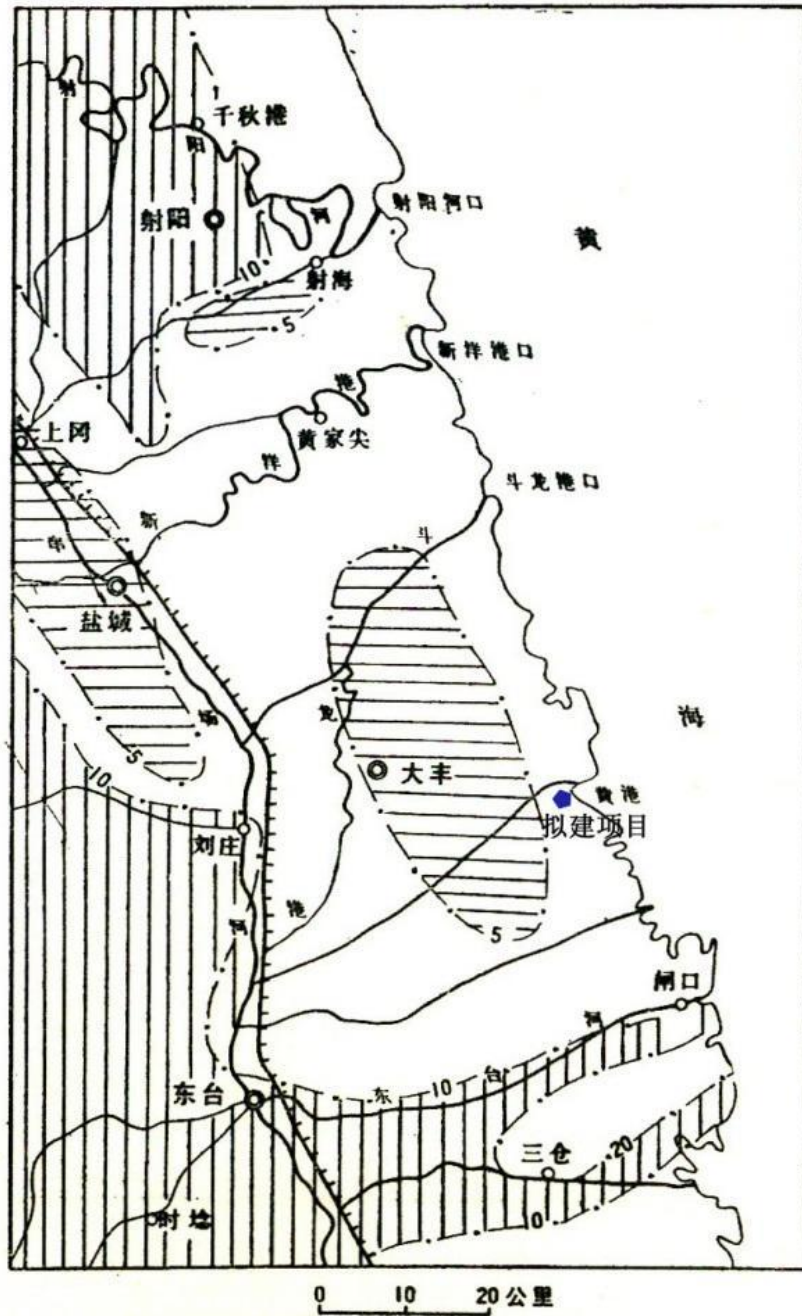 射
千秋港
阳
射阳
河
射阳河口
黄
10
射海
5
新洋港口
港
上冈
黄家尖
洋
斗龙港口
新
斗
串
盐城
场
龙
海
5
10
大丰
黄港
拟建项目
刘庄
港
河
5
闸口
河
台
东台
东
10
三仓
20
时埝
0
0 10 20 公里